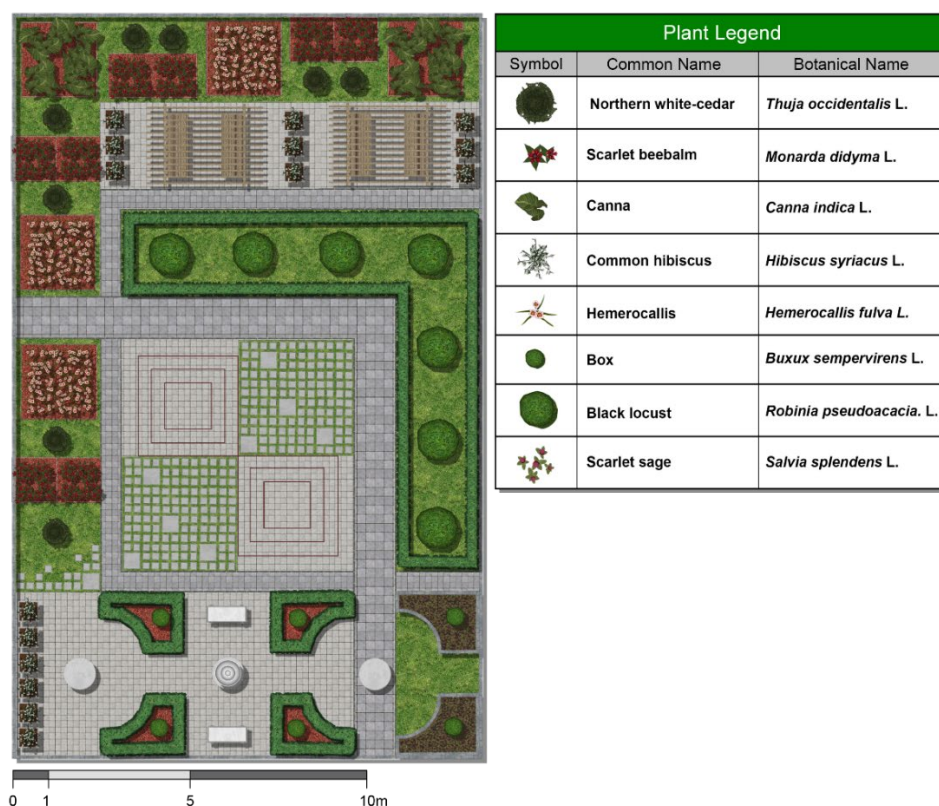 Plant Legend
Symbol Common Name Botanical Name
Northern white-cedar Thuja occidentalis L.
Scarlet beebalm Monarda didyma L.
Canna Canna indica L.
Common hibiscus Hibiscus syriacus L.
Hemerocallis Hemerocallis fulva L.
Box Buxux sempervirens L.
Black locust Robinia pseudoacacia. L.
Scarlet sage Salvia splendens L.
0 1 5 10m